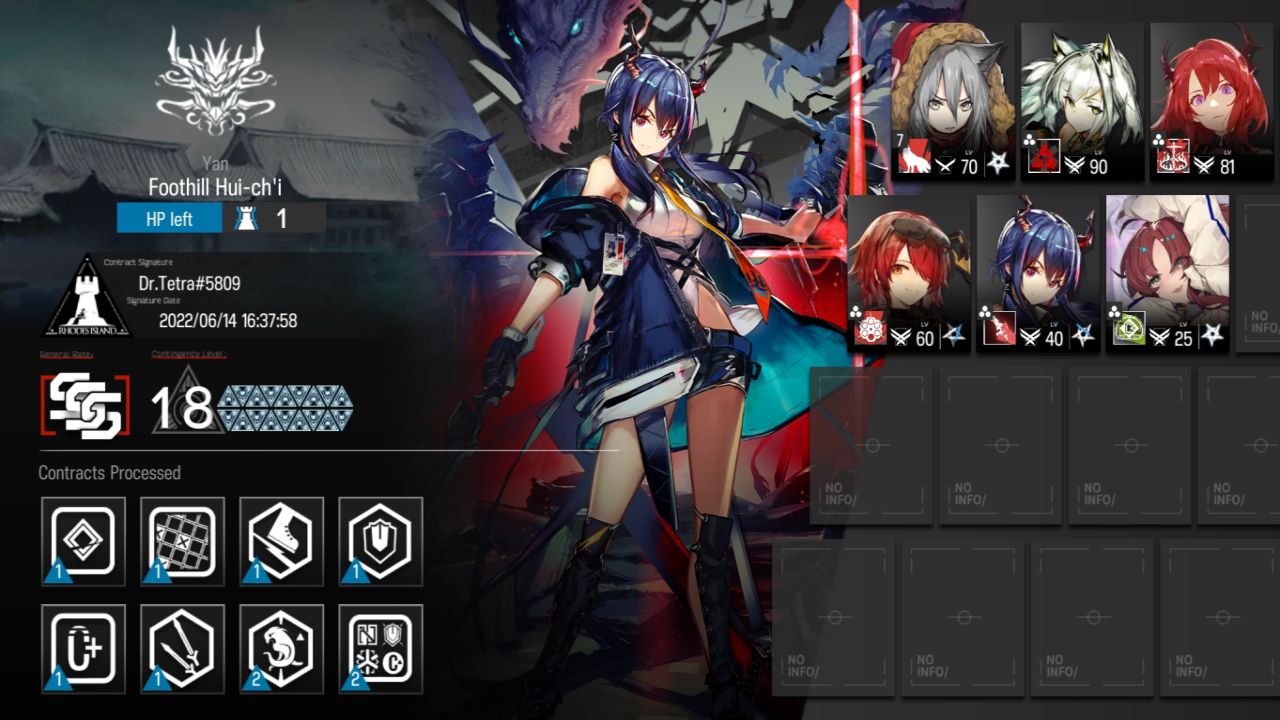 Yan
Foothill Hui-ch'i
HP left 1
Contract Signature
Dr.Tetra#5809
Signature Date
2022/06/14 16:37:58
RHODES ISLAND
General Rate:
Contingency Level:
SSS
18
Contracts Processed
1 1 1 1
1 1 2 2
7
LV
70
LV
90
LV
81
LV
60
LV
40
LV
25
NO
INFO/
NO
INFO/
NO
INFO/
NO
INFO/
NO
INFO/
NO
INFO/
NO
INFO/
NO
INFO/
NO
INFO/